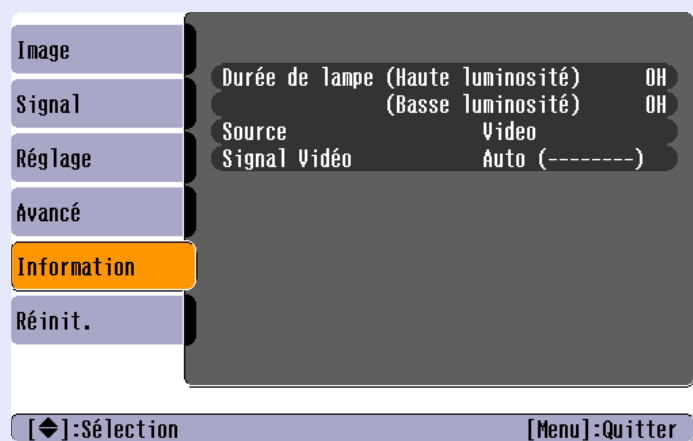 Image
Signal
Réglage
Avancé
Information
Réinit.
Durée de lampe (Haute luminosité) 0H
(Basse luminosité) 0H
Source Video
Signal Vidéo Auto (--------)
[◆]:Sélection [Menu]:Quitter